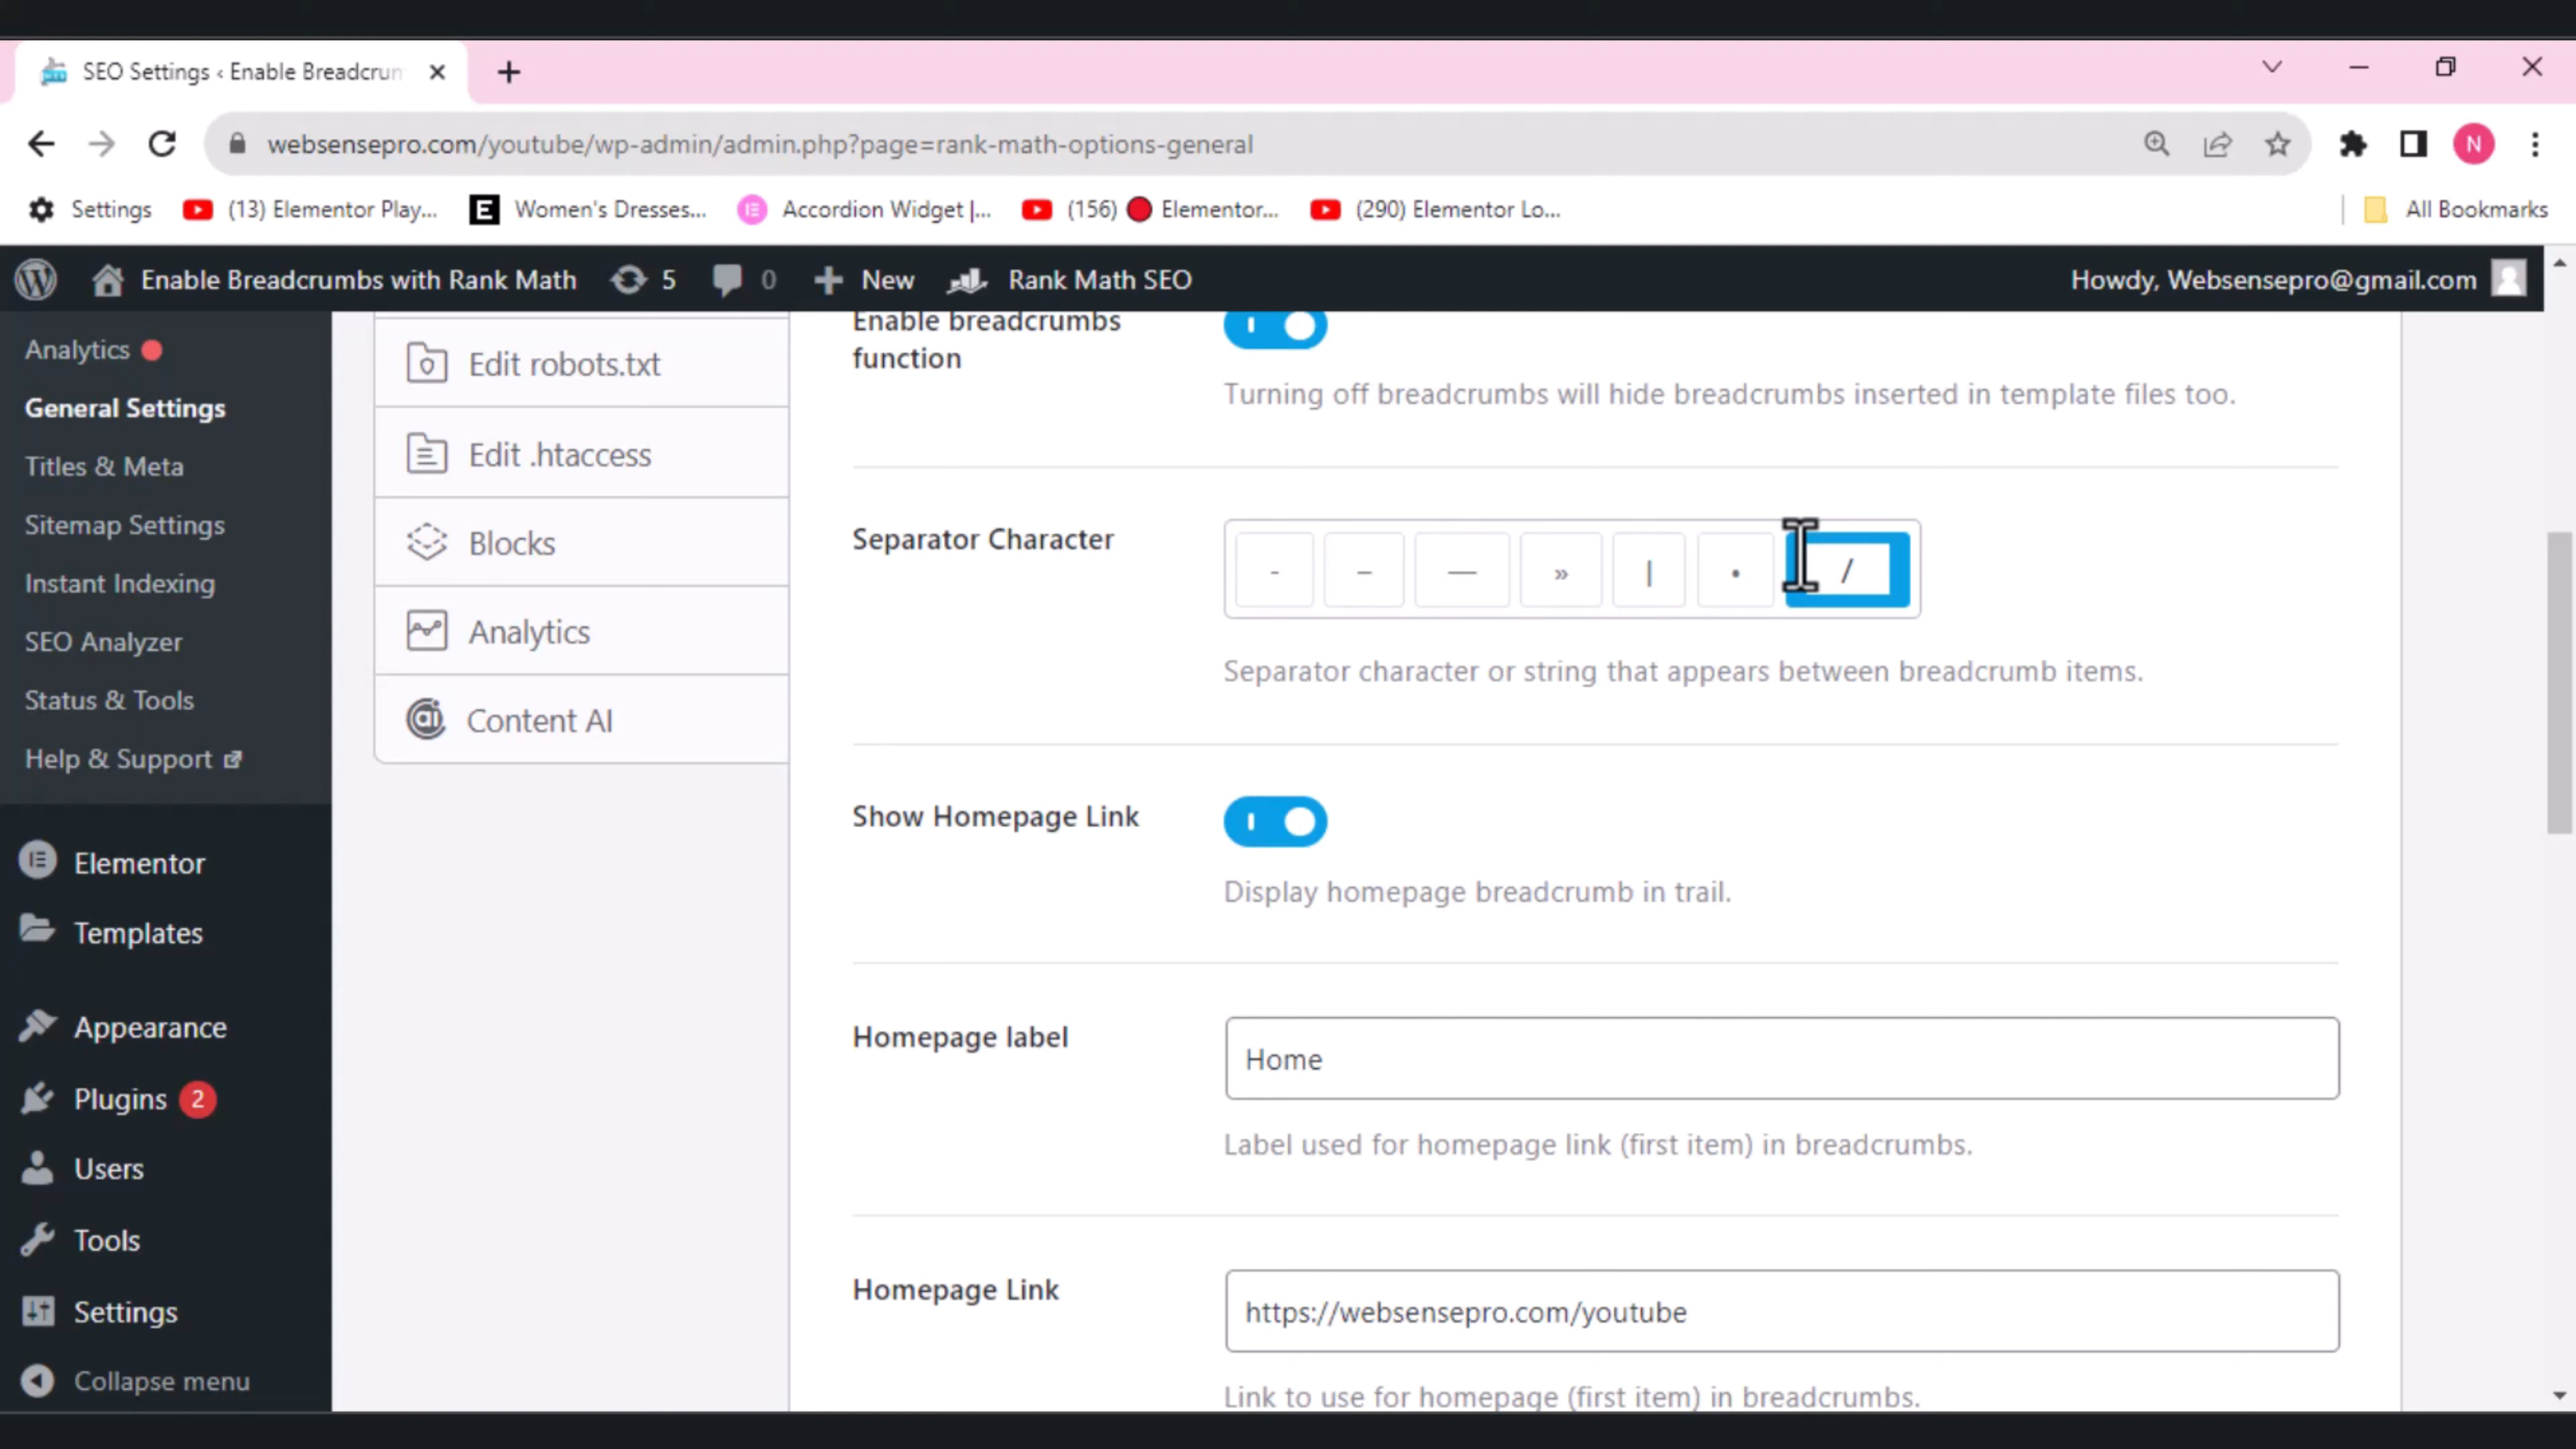 SEO Settings ‹ Enable Breadcrum
websensepro.com/youtube/wp-admin/admin.php?page=rank-math-options-general
N
Settings
(13) Elementor Play...
E
Women's Dresses...
Accordion Widget |...
(156) Elementor...
(290) Elementor Lo...
All Bookmarks
Enable Breadcrumbs with Rank Math
5
0
New
Rank Math SEO
Howdy, Websensepro@gmail.com
Analytics
General Settings
Titles & Meta
Sitemap Settings
Instant Indexing
SEO Analyzer
Status & Tools
Help & Support
Elementor
Templates
Appearance
Plugins 2
Users
Tools
Settings
Collapse menu
Edit robots.txt
Edit .htaccess
Blocks
Analytics
Content AI
Enable breadcrumbs
function
Turning off breadcrumbs will hide breadcrumbs inserted in template files too.
Separator Character
- – — » | • /
Separator character or string that appears between breadcrumb items.
Show Homepage Link
Display homepage breadcrumb in trail.
Homepage label
Home
Label used for homepage link (first item) in breadcrumbs.
Homepage Link
https://websensepro.com/youtube
Link to use for homepage (first item) in breadcrumbs.